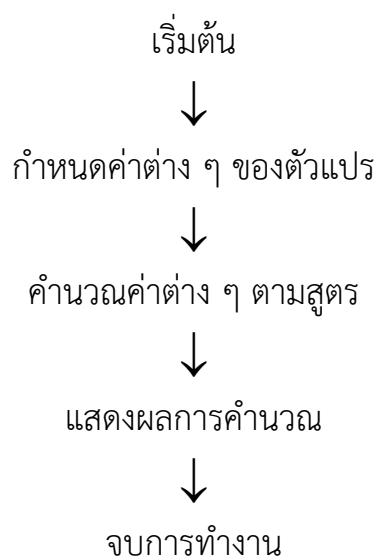 เริ่มต้น
↓
กำหนดค่าต่าง ๆ ของตัวแปร
↓
คำนวณค่าต่าง ๆ ตามสูตร
↓
แสดงผลการคำนวณ
↓
จบการทำงาน